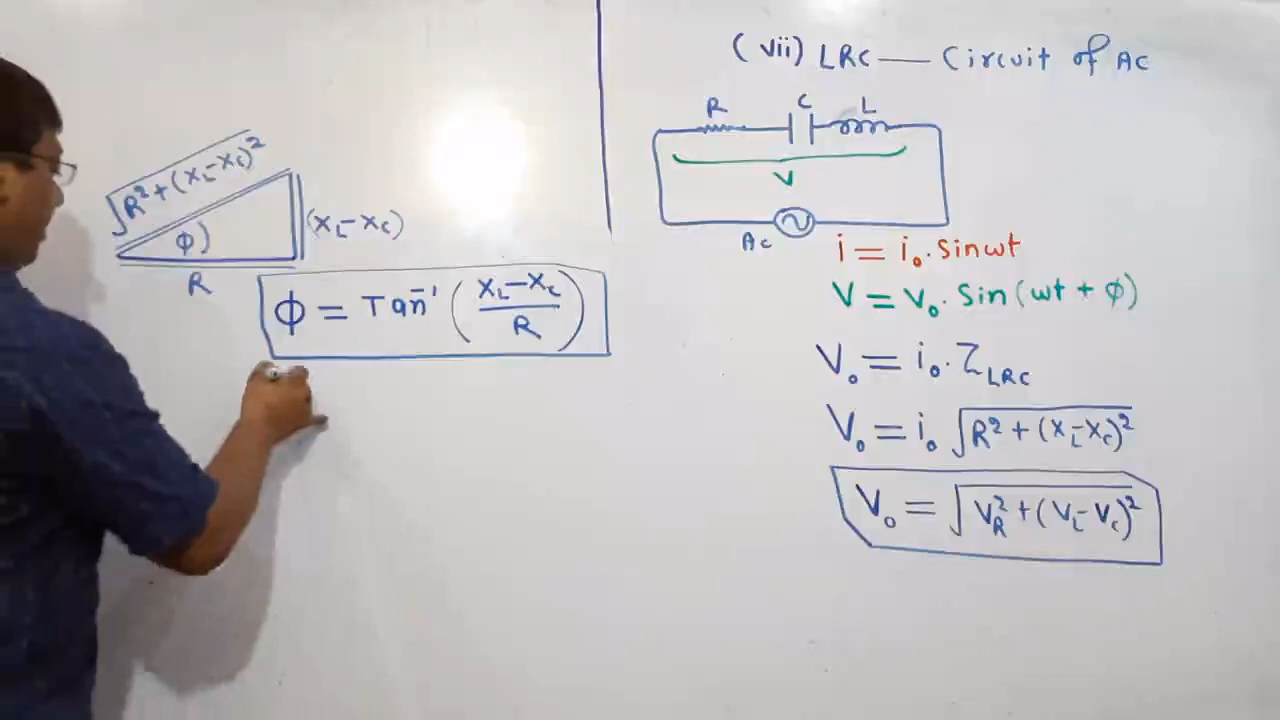 (vii) LRC — Circuit of AC
R C L
V
Ac
i = i₀. sinωt
V = V₀. Sin(ωt + φ)
V₀ = i₀. Z_LRC
V₀ = i₀ √(R² + (X_L - X_C)²)
V₀ = √(V_R² + (V_L - V_C)²)
√(R² + (X_L - X_C)²)
φ
(X_L - X_C)
R
φ = Tan⁻¹ ((X_L - X_C)/R)